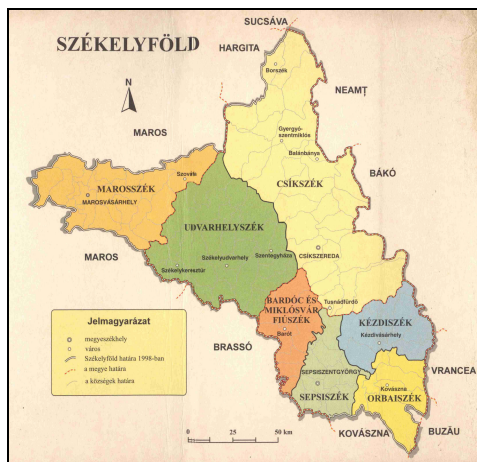 SUCSÁVA
SZÉKELYFÖLD
HARGITA
Borszék
NEAMȚ
N
MAROS
Gyergyó-
szentmiklós
Balánbánya
BÁKÓ
Szováta
MAROSSZÉK
MAROSVÁSÁRHELY
CSÍKSZÉK
UDVARHELYSZÉK
MAROS
Székelyudvarhely
Szentegyháza
CSÍKSZEREDA
Székelykeresztúr
Tusnádfürdő
BARDÓC ÉS
MIKLÓSVÁR
FIÚSZÉK
Barót
KÉZDISZÉK
Kézdivásárhely
BRASSÓ
VRANCEA
SEPSISZENTGYÖRGY
SEPSISZÉK
Kovászna
ORBAISZÉK
KOVÁSZNA
BUZĂU
Jelmagyarázat
megyeszékhely
város
Székelyföld határa 1998-ban
a megye határa
a községek határa
0 25 50 km